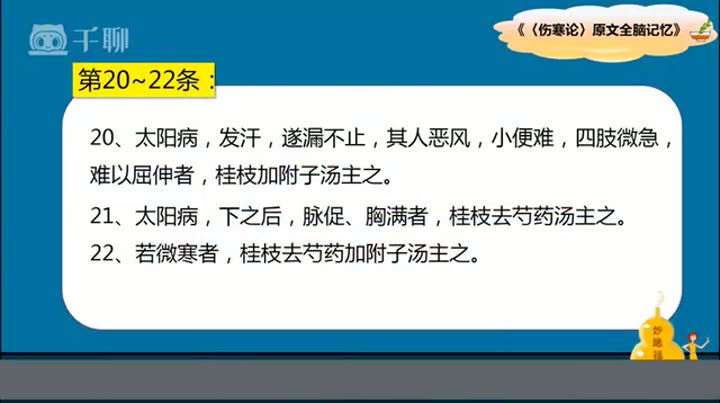 千聊
《〈伤寒论〉原文全脑记忆》
第20~22条：
20、太阳病，发汗，遂漏不止，其人恶风，小便难，四肢微急，
难以屈伸者，桂枝加附子汤主之。
21、太阳病，下之后，脉促、胸满者，桂枝去芍药汤主之。
22、若微寒者，桂枝去芍药加附子汤主之。
妙
缘
福